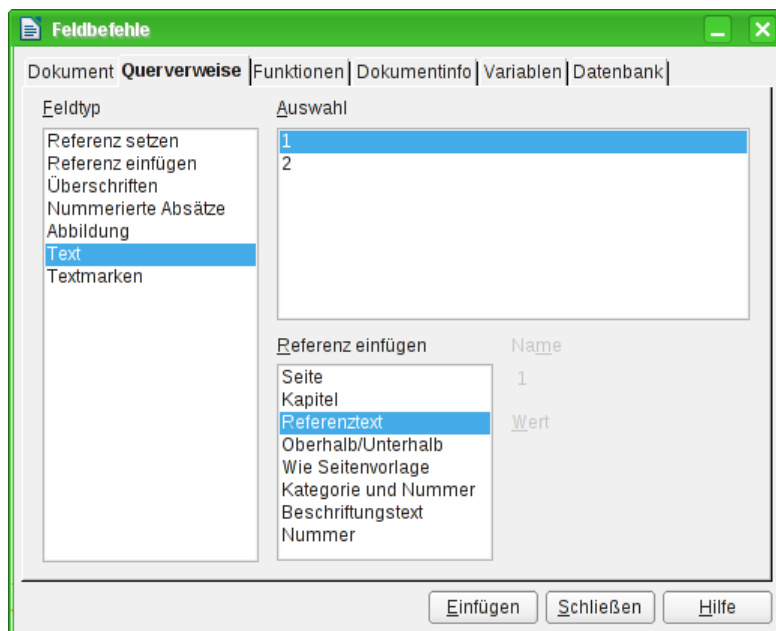 Feldbefehle
Dokument Querverweise Funktionen Dokumentinfo Variablen Datenbank
Feldtyp
Referenz setzen
Referenz einfügen
Überschriften
Nummerierte Absätze
Abbildung
Text
Textmarken
Auswahl
1
2
Referenz einfügen
Seite
Kapitel
Referenztext
Oberhalb/Unterhalb
Wie Seitenvorlage
Kategorie und Nummer
Beschriftungstext
Nummer
Name
1
Wert
Einfügen Schließen Hilfe